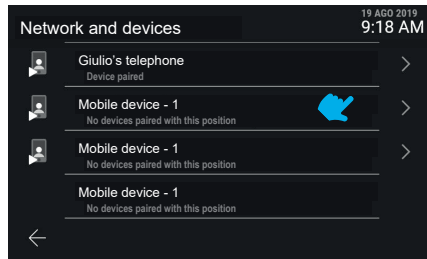 19 AGO 2019
Network and devices
9:18 AM
Giulio's telephone
Device paired
Mobile device - 1
No devices paired with this position
Mobile device - 1
No devices paired with this position
Mobile device - 1
No devices paired with this position